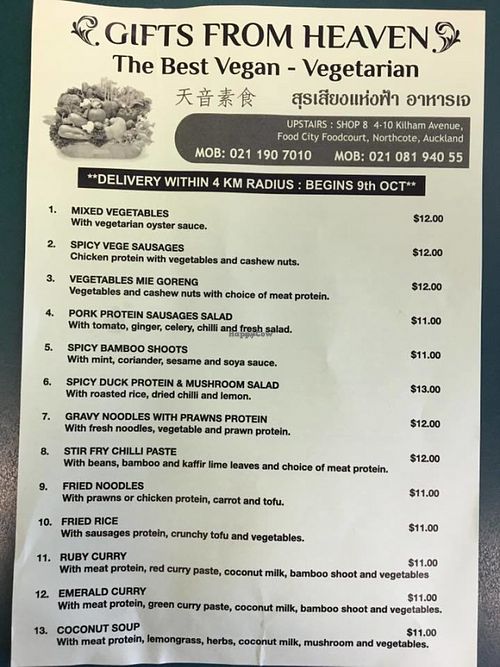 GIFTS FROM HEAVEN
The Best Vegan - Vegetarian
天音素食 สุรเสียงแห่งฟ้า อาหารเจ
UPSTAIRS : SHOP 8 4-10 Kilham Avenue,
Food City Foodcourt, Northcote, Auckland
MOB: 021 190 7010 MOB: 021 081 940 55
**DELIVERY WITHIN 4 KM RADIUS : BEGINS 9th OCT**
1. MIXED VEGETABLES $12.00
With vegetarian oyster sauce.
2. SPICY VEGE SAUSAGES $12.00
Chicken protein with vegetables and cashew nuts.
3. VEGETABLES MIE GORENG $12.00
Vegetables and cashew nuts with choice of meat protein.
4. PORK PROTEIN SAUSAGES SALAD $11.00
With tomato, ginger, celery, chilli and fresh salad.
HappyCow
5. SPICY BAMBOO SHOOTS $11.00
With mint, coriander, sesame and soya sauce.
6. SPICY DUCK PROTEIN & MUSHROOM SALAD $13.00
With roasted rice, dried chilli and lemon.
7. GRAVY NOODLES WITH PRAWNS PROTEIN $12.00
With fresh noodles, vegetable and prawn protein.
8. STIR FRY CHILLI PASTE $12.00
With beans, bamboo and kaffir lime leaves and choice of meat protein.
9. FRIED NOODLES $11.00
With prawns or chicken protein, carrot and tofu.
10. FRIED RICE $11.00
With sausages protein, crunchy tofu and vegetables.
11. RUBY CURRY $11.00
With meat protein, red curry paste, coconut milk, bamboo shoot and vegetables
12. EMERALD CURRY $11.00
With meat protein, green curry paste, coconut milk, bamboo shoot and vegetables.
13. COCONUT SOUP $11.00
With meat protein, lemongrass, herbs, coconut milk, mushroom and vegetables.